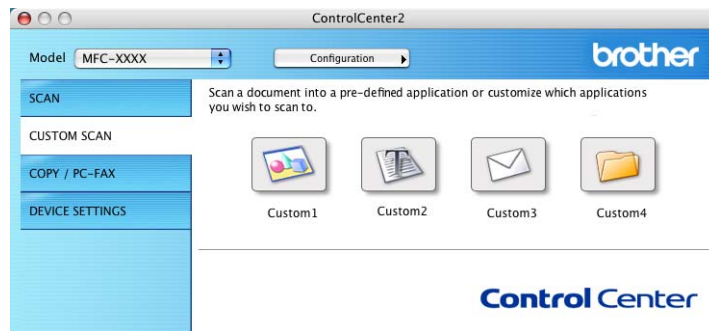 ControlCenter2
Model MFC-XXXX Configuration brother
SCAN
CUSTOM SCAN
COPY / PC-FAX
DEVICE SETTINGS
Scan a document into a pre-defined application or customize which applications
you wish to scan to.
Custom1 Custom2 Custom3 Custom4
Control Center